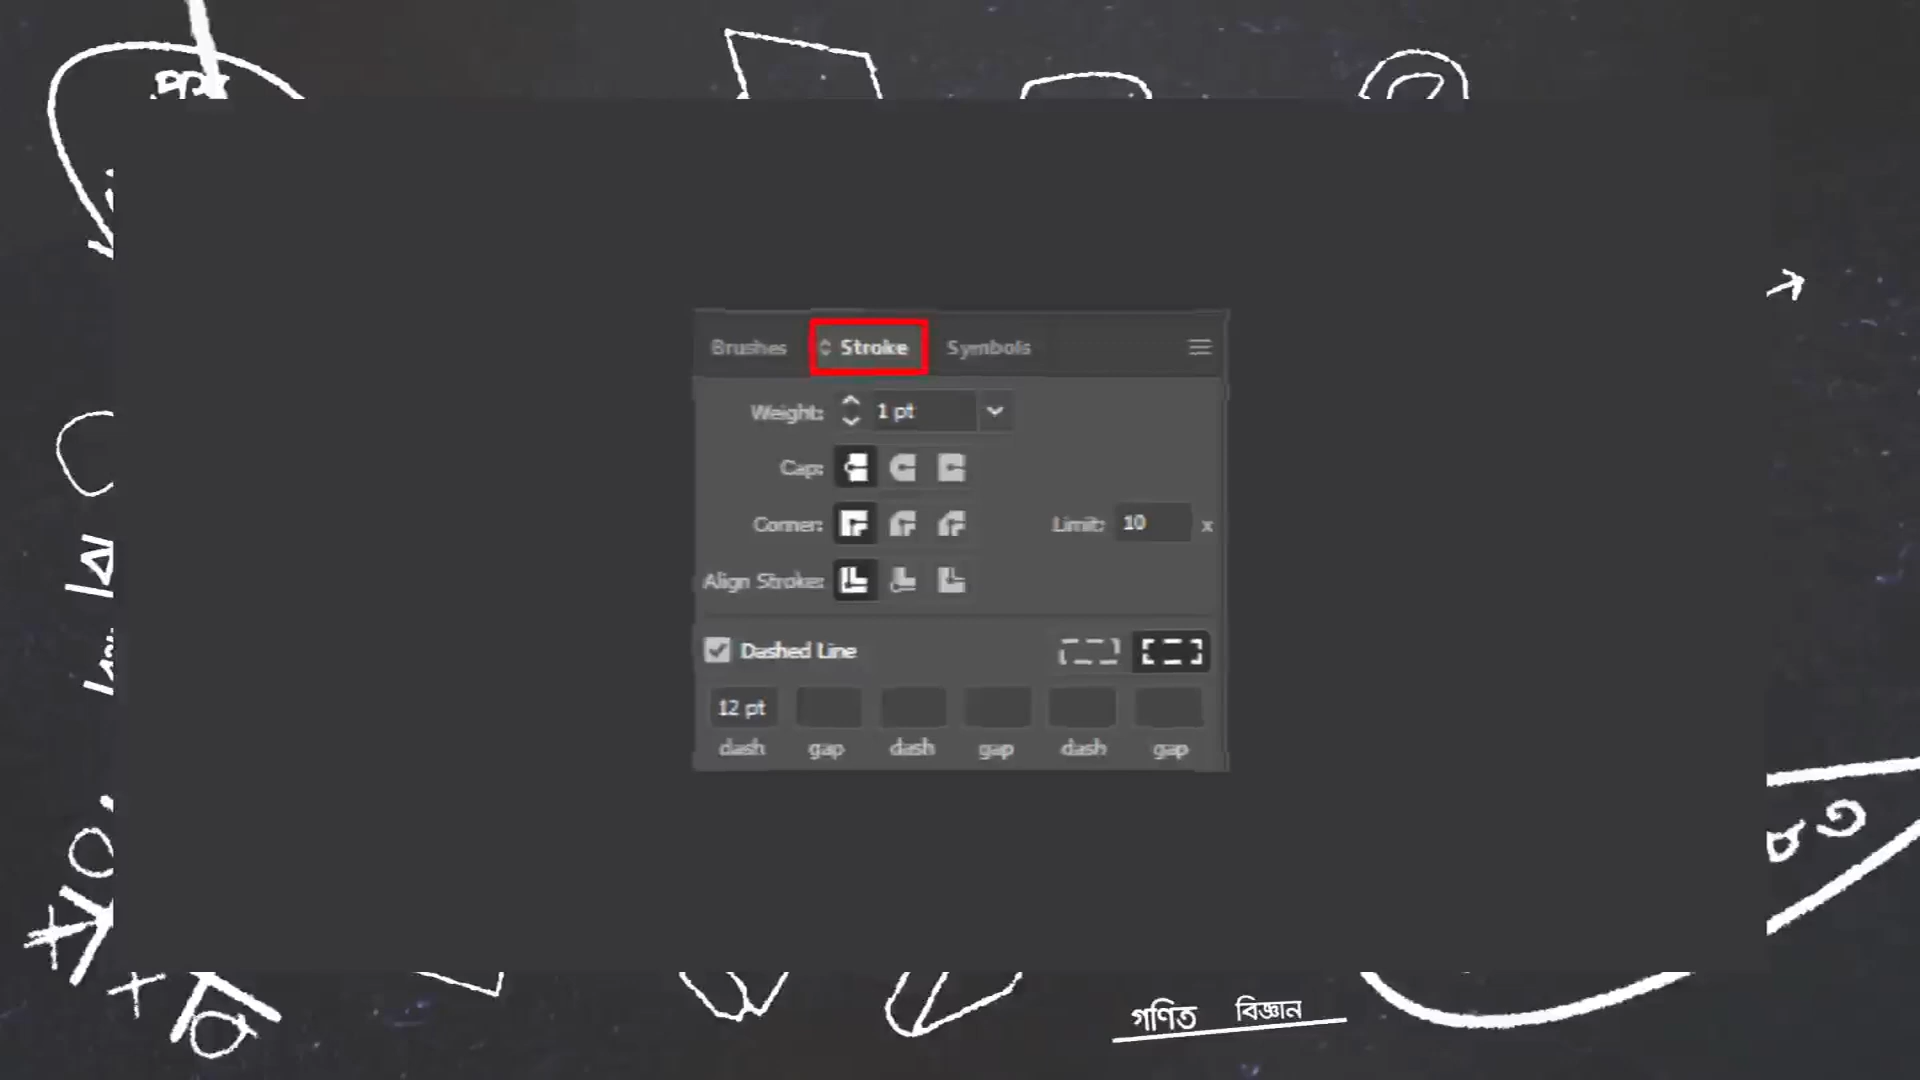 Brushes Stroke Symbols
Weight: 1 pt
Cap:
Corner: Limit: 10 x
Align Stroke:
Dashed Line
12 pt
dash gap dash gap dash gap
গণিত বিজ্ঞান